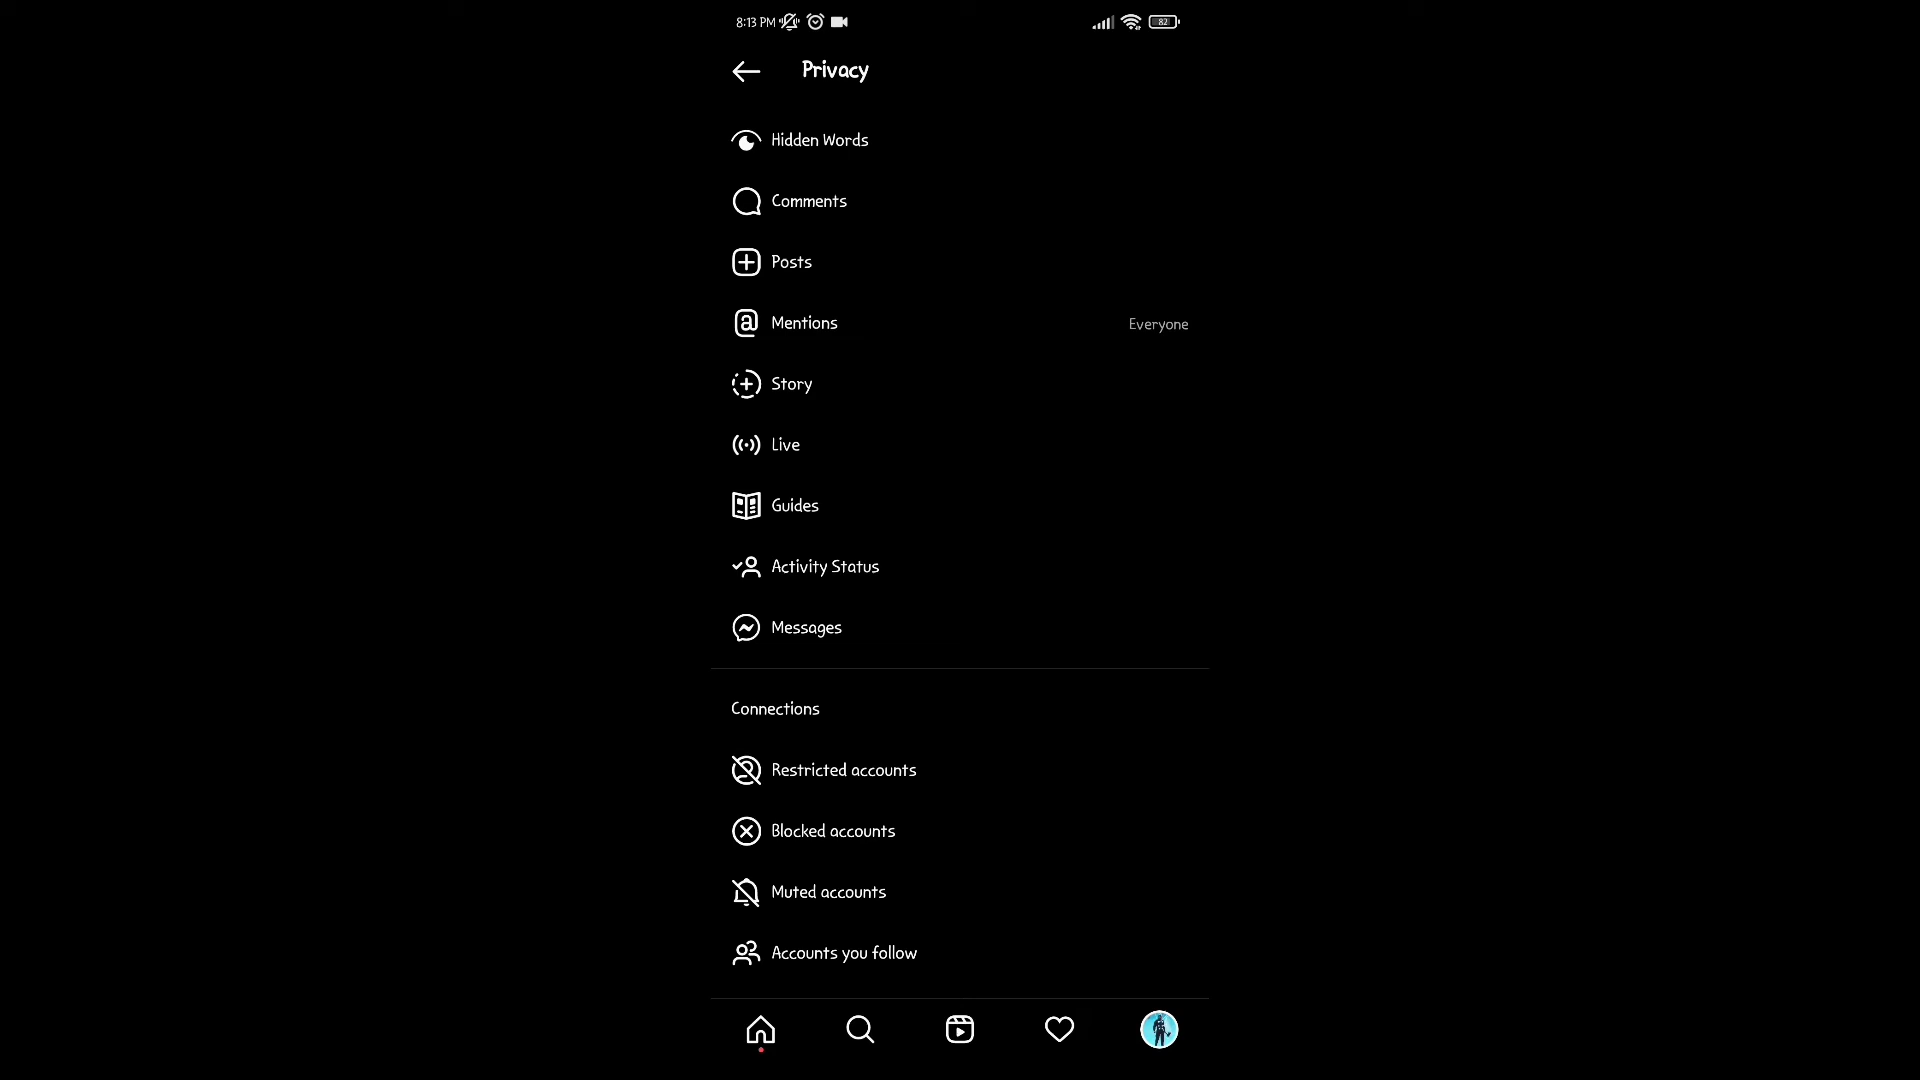 8:13 PM
82
Privacy
Hidden Words
Comments
Posts
Mentions
Everyone
Story
Live
Guides
Activity Status
Messages
Connections
Restricted accounts
Blocked accounts
Muted accounts
Accounts you follow